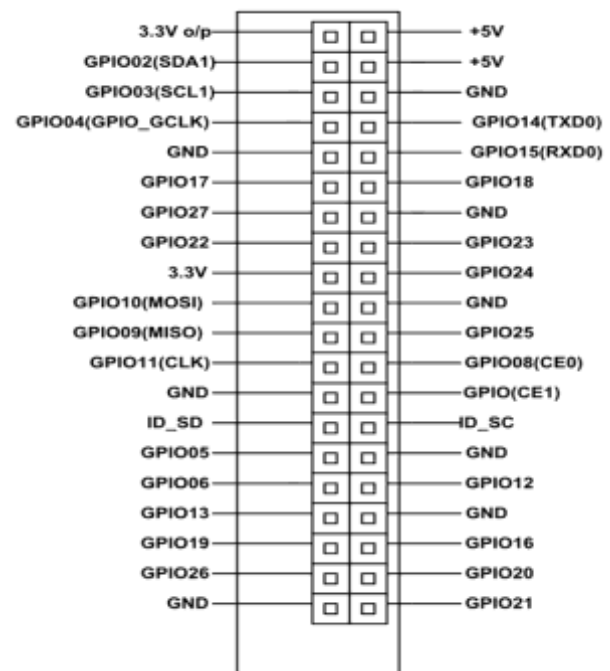 3.3V o/p +5V
GPIO02(SDA1) +5V
GPIO03(SCL1) GND
GPIO04(GPIO_GCLK) GPIO14(TXD0)
GND GPIO15(RXD0)
GPIO17 GPIO18
GPIO27 GND
GPIO22 GPIO23
3.3V GPIO24
GPIO10(MOSI) GND
GPIO09(MISO) GPIO25
GPIO11(CLK) GPIO08(CE0)
GND GPIO(CE1)
ID_SD ID_SC
GPIO05 GND
GPIO06 GPIO12
GPIO13 GND
GPIO19 GPIO16
GPIO26 GPIO20
GND GPIO21